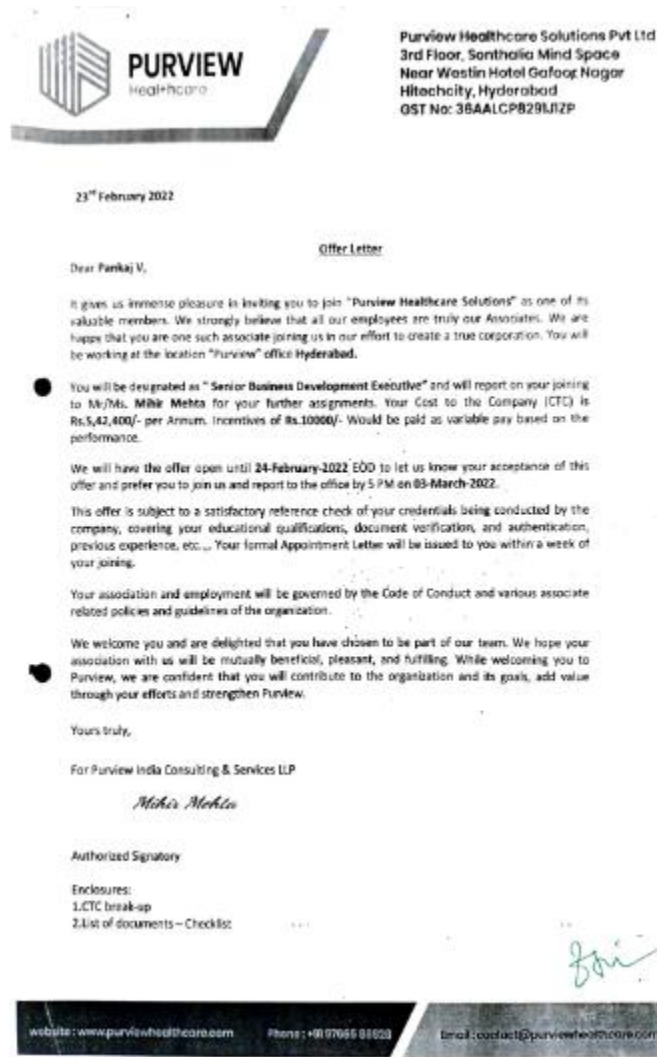 PURVIEW
Healthcare
Purview Healthcare Solutions Pvt Ltd
3rd Floor, Santhalia Mind Space
Near Westin Hotel Gafoor Nagar
Hitechcity, Hyderabad
GST No:
23rd February 2022
Offer Letter
Dear Pankaj V,
It gives us immense pleasure in inviting you to join "Purview Healthcare Solutions" as one of its
valuable members. We strongly believe that all our employees are truly our Associates. We are
happy that you are one such associate joining us in our effort to create a true corporation. You will
be working at the location "Purview" office Hyderabad.
You will be designated as " Senior Business Development Executive" and will report on your joining
to Mr/Ms. Mihir Mehta for your further assignments. Your Cost to the Company (CTC) is
Rs.5,42,400/- per Annum. Incentives of Rs.10000/- Would be paid as variable pay based on the
performance.
We will have the offer open until 24-February-2022 EOD to let us know your acceptance of this
offer and prefer you to join us and report to the office by 5 PM on 03-March-2022.
This offer is subject to a satisfactory reference check of your credentials being conducted by the
company, covering your educational qualifications, document verification, and authentication,
previous experience, etc... Your formal Appointment Letter will be issued to you within a week of
your joining.
Your association and employment will be governed by the Code of Conduct and various associate
related policies and guidelines of the organization.
We welcome you and are delighted that you have chosen to be part of our team. We hope your
association with us will be mutually beneficial, pleasant, and fulfilling. While welcoming you to
Purview, we are confident that you will contribute to the organization and its goals, add value
through your efforts and strengthen Purview.
Yours truly,
For Purview India Consulting & Services LLP
Mihir Mehta
Authorized Signatory
Enclosures:
1.CTC break-up
2.List of documents – Checklist
website : www.purviewhealthcare.com
Phone : +91 97665
Email : contact@purviewhealthcare.com